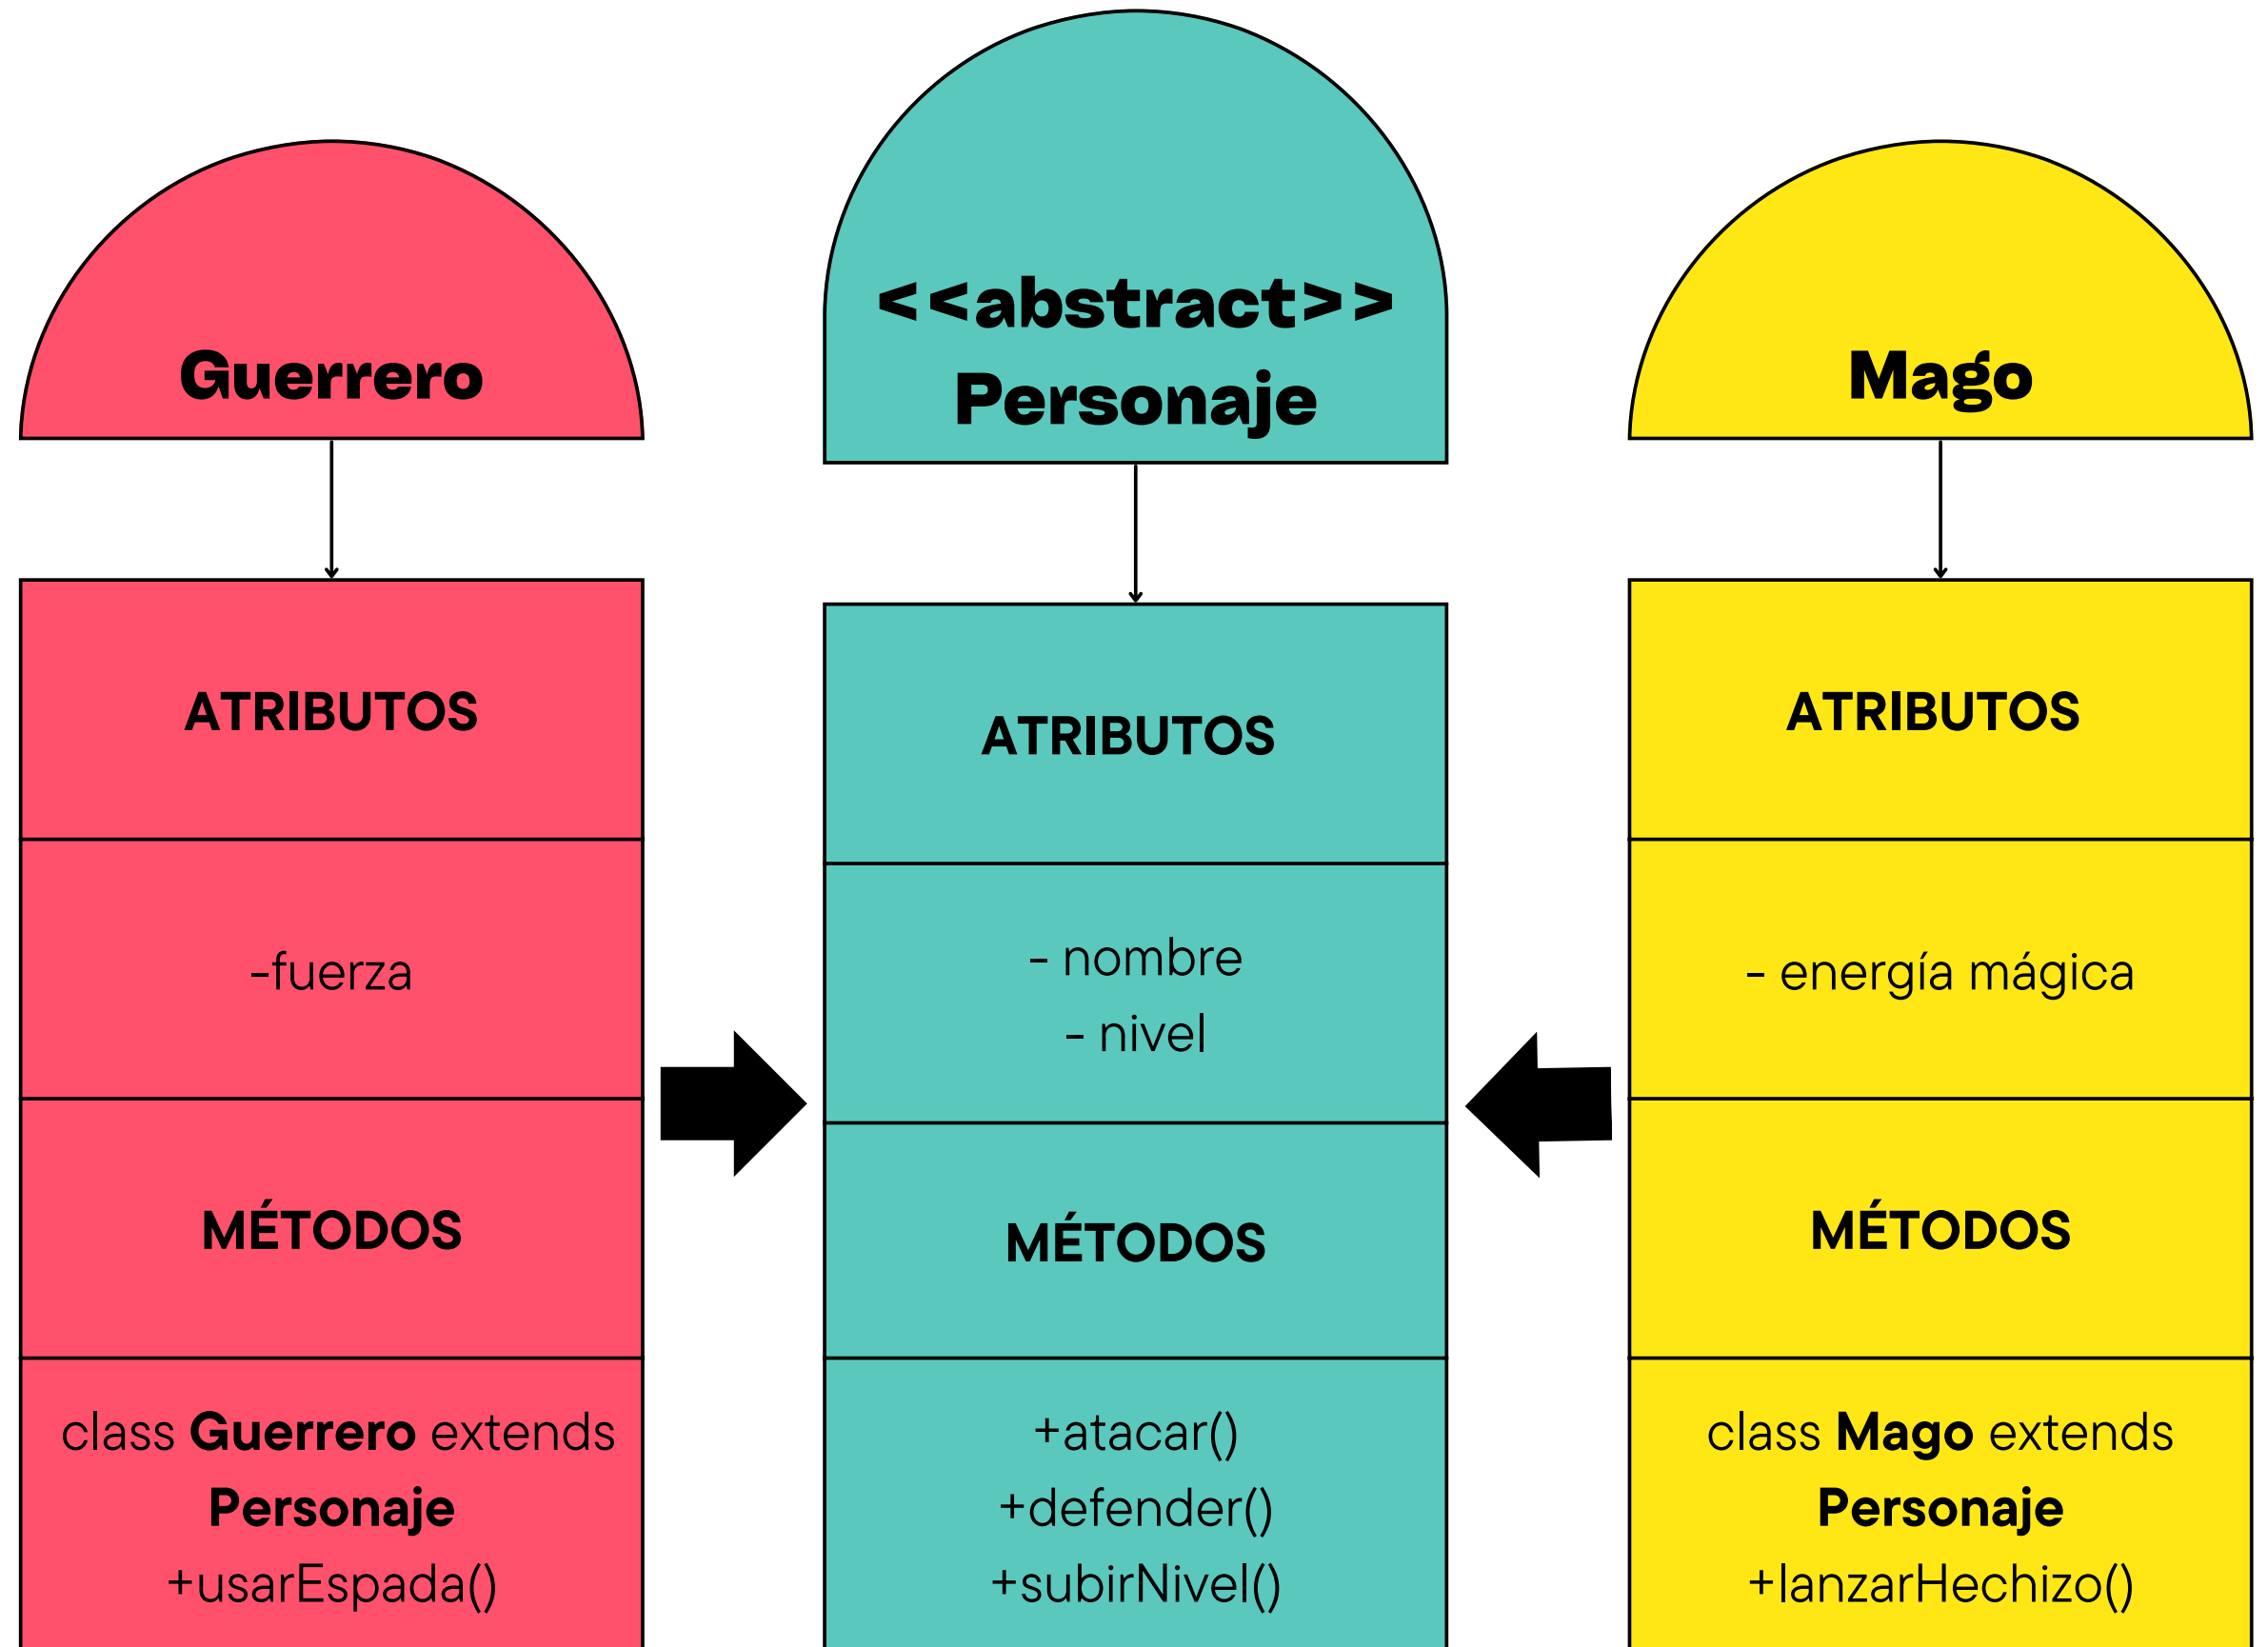 Guerrero
ATRIBUTOS
-fuerza
MÉTODOS
class Guerrero extends
Personaje
+usarEspada()
<<abstract>>
Personaje
ATRIBUTOS
- nombre
- nivel
MÉTODOS
+atacar()
+defender()
+subirNivel()
Mago
ATRIBUTOS
- energía mágica
MÉTODOS
class Mago extends
Personaje
+lanzarHechizo()